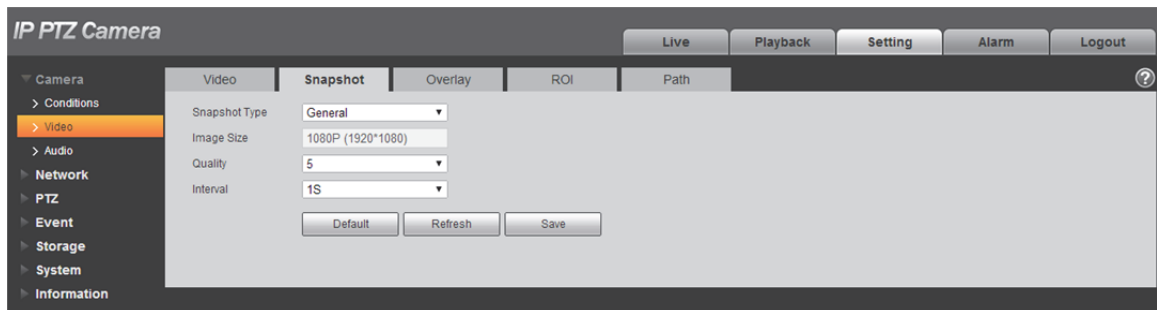 IP PTZ Camera
Live Playback Setting Alarm Logout
Camera
> Conditions
> Video
> Audio
Network
PTZ
Event
Storage
System
Information
Video Snapshot Overlay ROI Path ?
Snapshot Type General
Image Size 1080P (1920*1080)
Quality 5
Interval 1S
Default Refresh Save